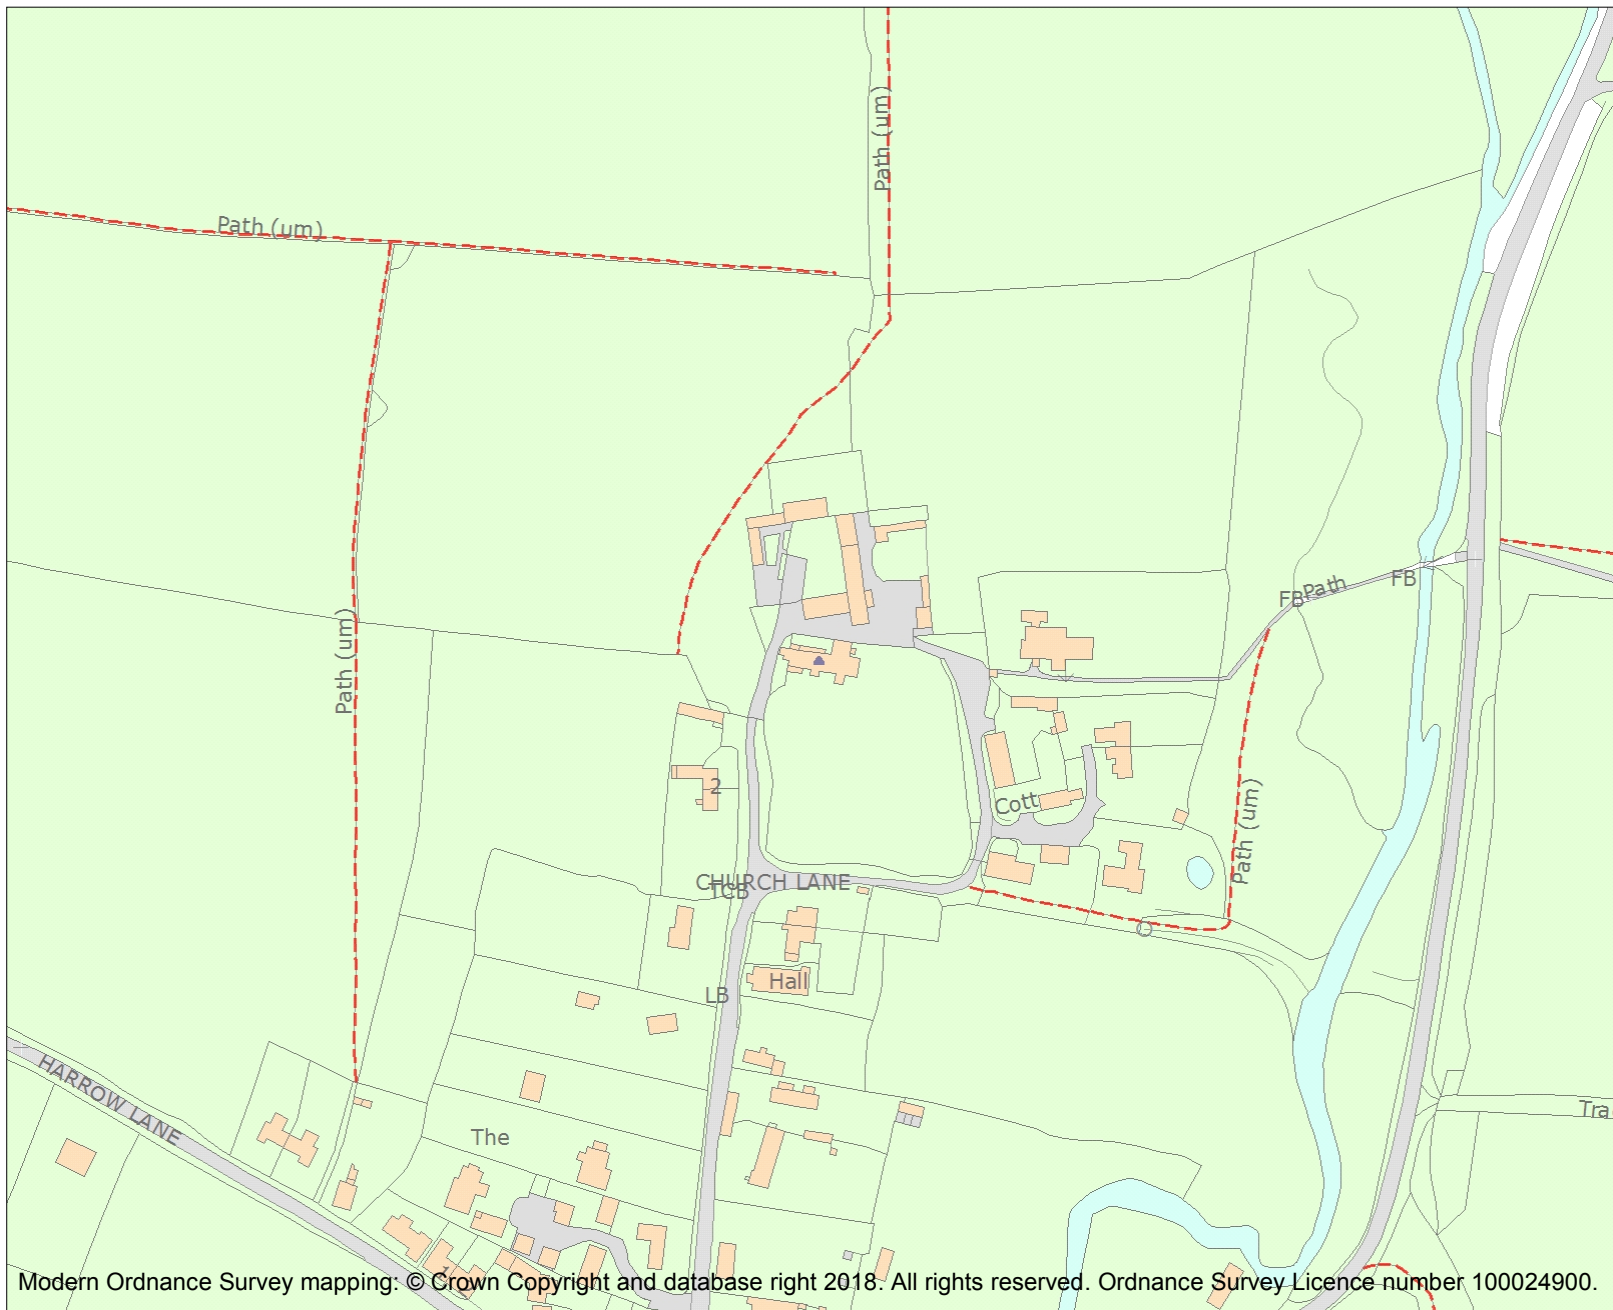 Path (um)
Path (um)
FB
FB
Path
Path (um)
2
Cott
Path (um)
CHURCH LANE
TCB
Hall
LB
HARROW LANE
Tra
The
Modern Ordnance Survey mapping: © Crown Copyright and database right 2018. All rights reserved. Ordnance Survey Licence number 100024900.